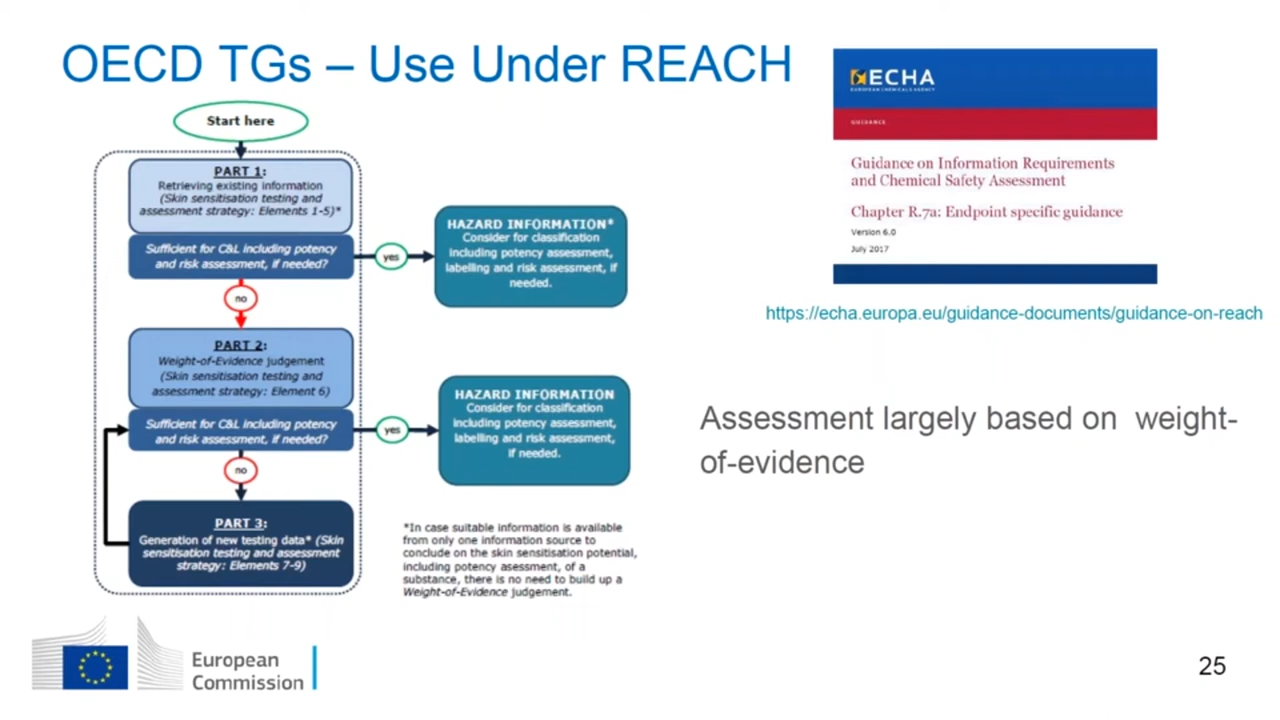 OECD TGs – Use Under REACH
Start here
PART 1:
Retrieving existing information
(Skin sensitisation testing and
assessment strategy: Elements 1-5)*
Sufficient for C&L including potency
and risk assessment, if needed?
yes
HAZARD INFORMATION*
Consider for classification
including potency assessment,
labelling and risk assessment, if
needed.
no
PART 2:
Weight-of-Evidence judgement
(Skin sensitisation testing and
assessment strategy: Element 6)
Sufficient for C&L including potency
and risk assessment, if needed?
yes
HAZARD INFORMATION
Consider for classification
including potency assessment,
labelling and risk assessment,
if needed.
no
PART 3:
Generation of new testing data* (Skin
sensitisation testing and assessment
strategy: Elements 7-9)
*In case suitable information is available
from only one information source to
conclude on the skin sensitisation potential,
including potency asessment, of a
substance, there is no need to build up a
Weight-of-Evidence judgement.
ECHA
EUROPEAN CHEMICALS AGENCY
GUIDANCE
Guidance on Information Requirements
and Chemical Safety Assessment
Chapter R.7a: Endpoint specific guidance
Version 6.0
July 2017
https://echa.europa.eu/guidance-documents/guidance-on-reach
Assessment largely based on weight-
of-evidence
European
Commission
25